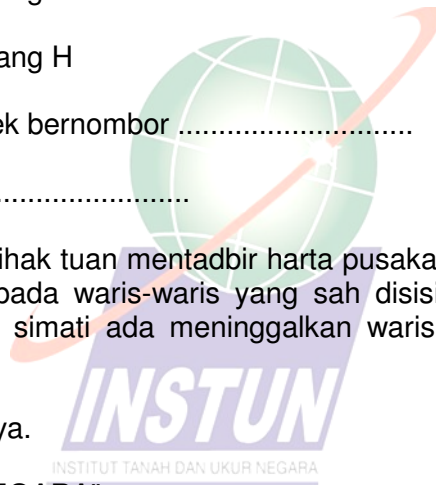 ang H
ek bernombor .............................
........................
ihak tuan mentadbir harta pusaka
pada waris-waris yang sah disisi
simati ada meninggalkan waris
ya.
INSTUN
INSTITUT TANAH DAN UKUR NEGARA